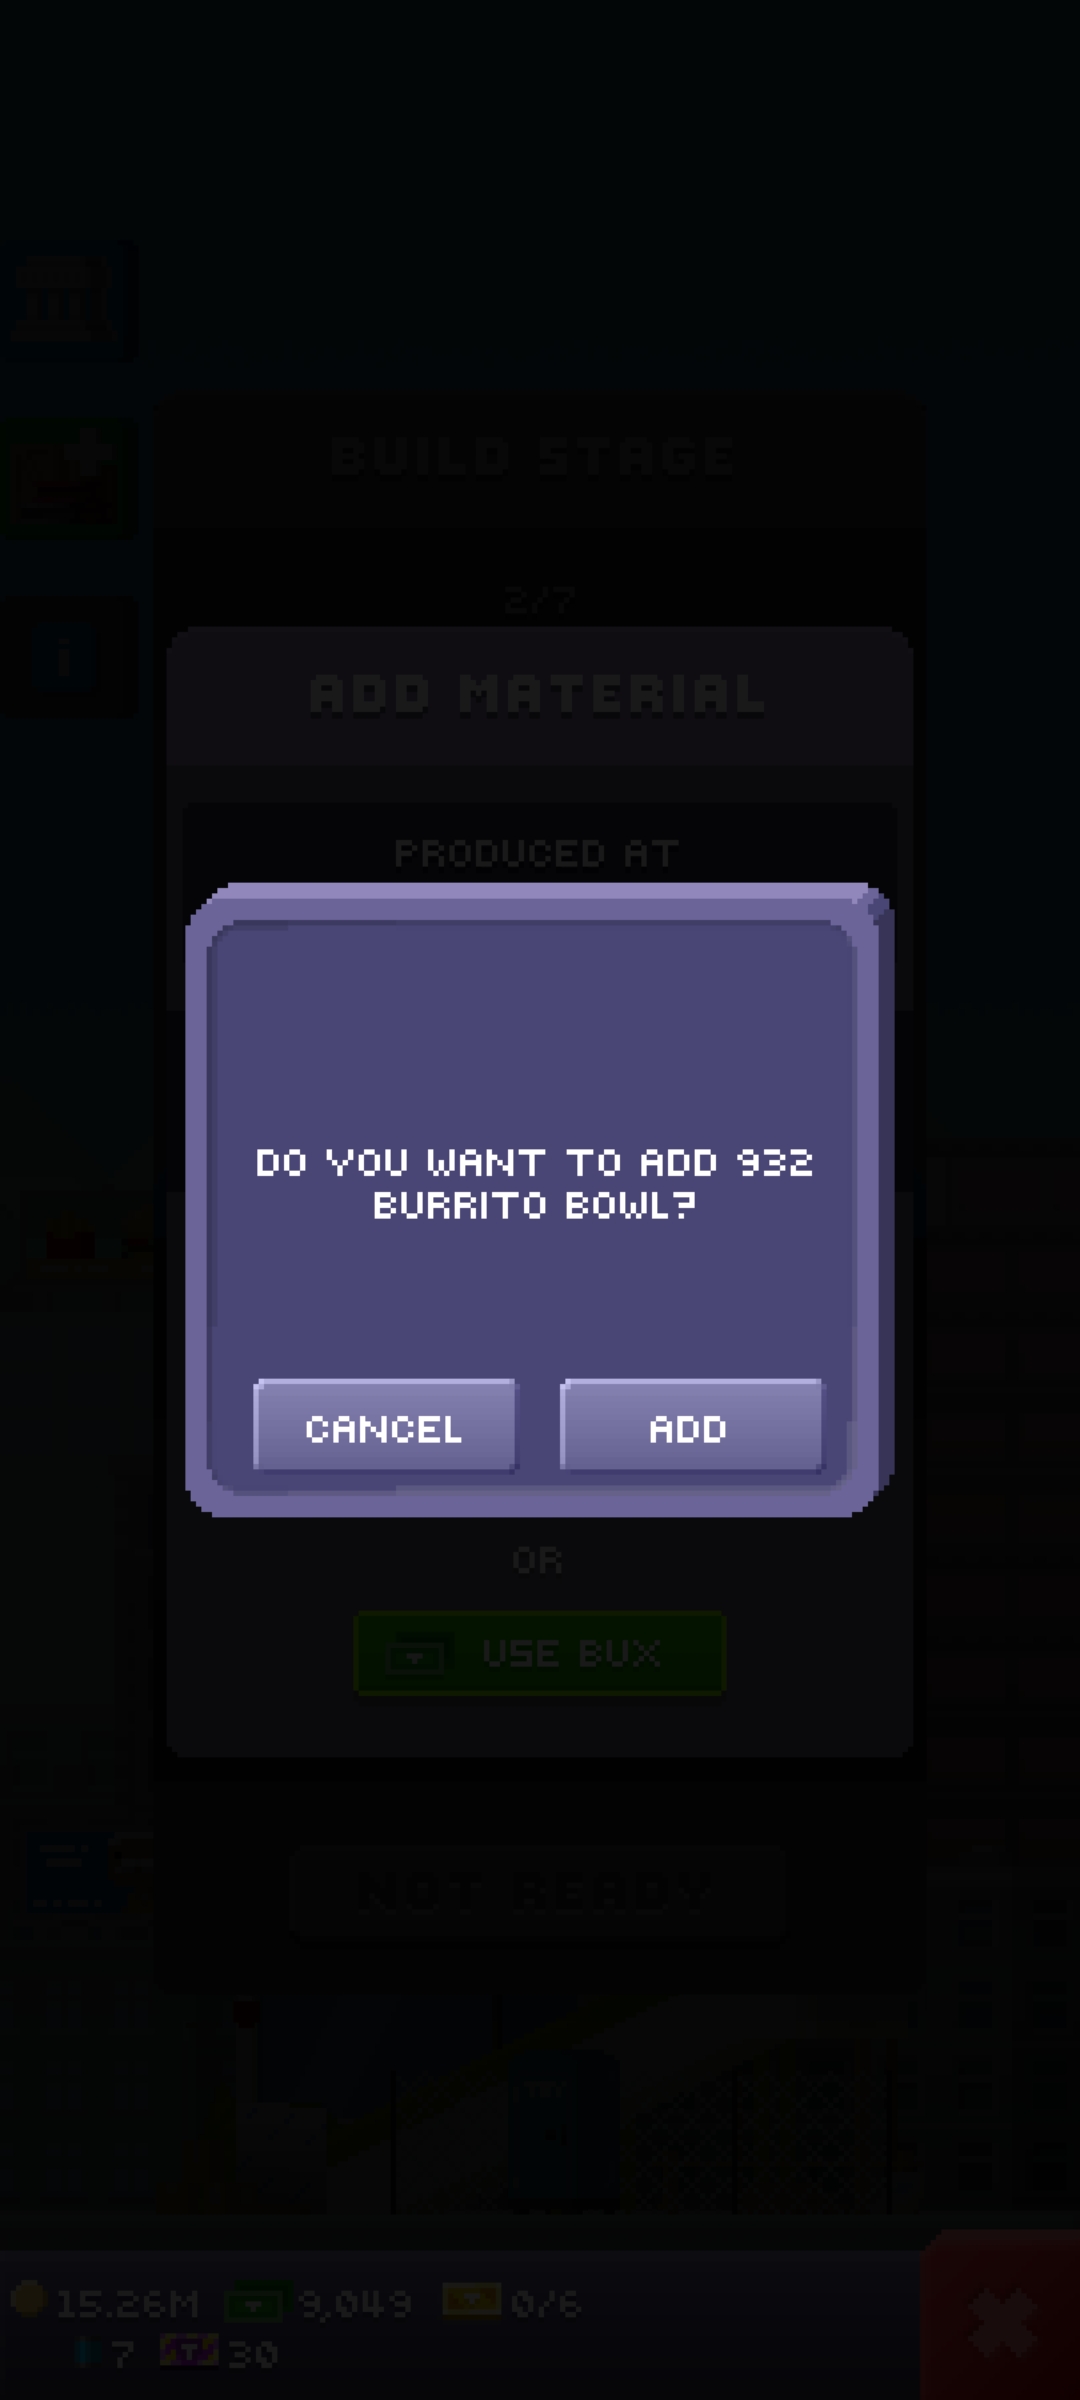 BUILD STAGE
2/7
ADD MATERIAL
PRODUCED AT
DO YOU WANT TO ADD 932
BURRITO BOWL?
CANCEL
ADD
OR
USE BUX
NOT READY
15.26M
9,049
0/6
7
30